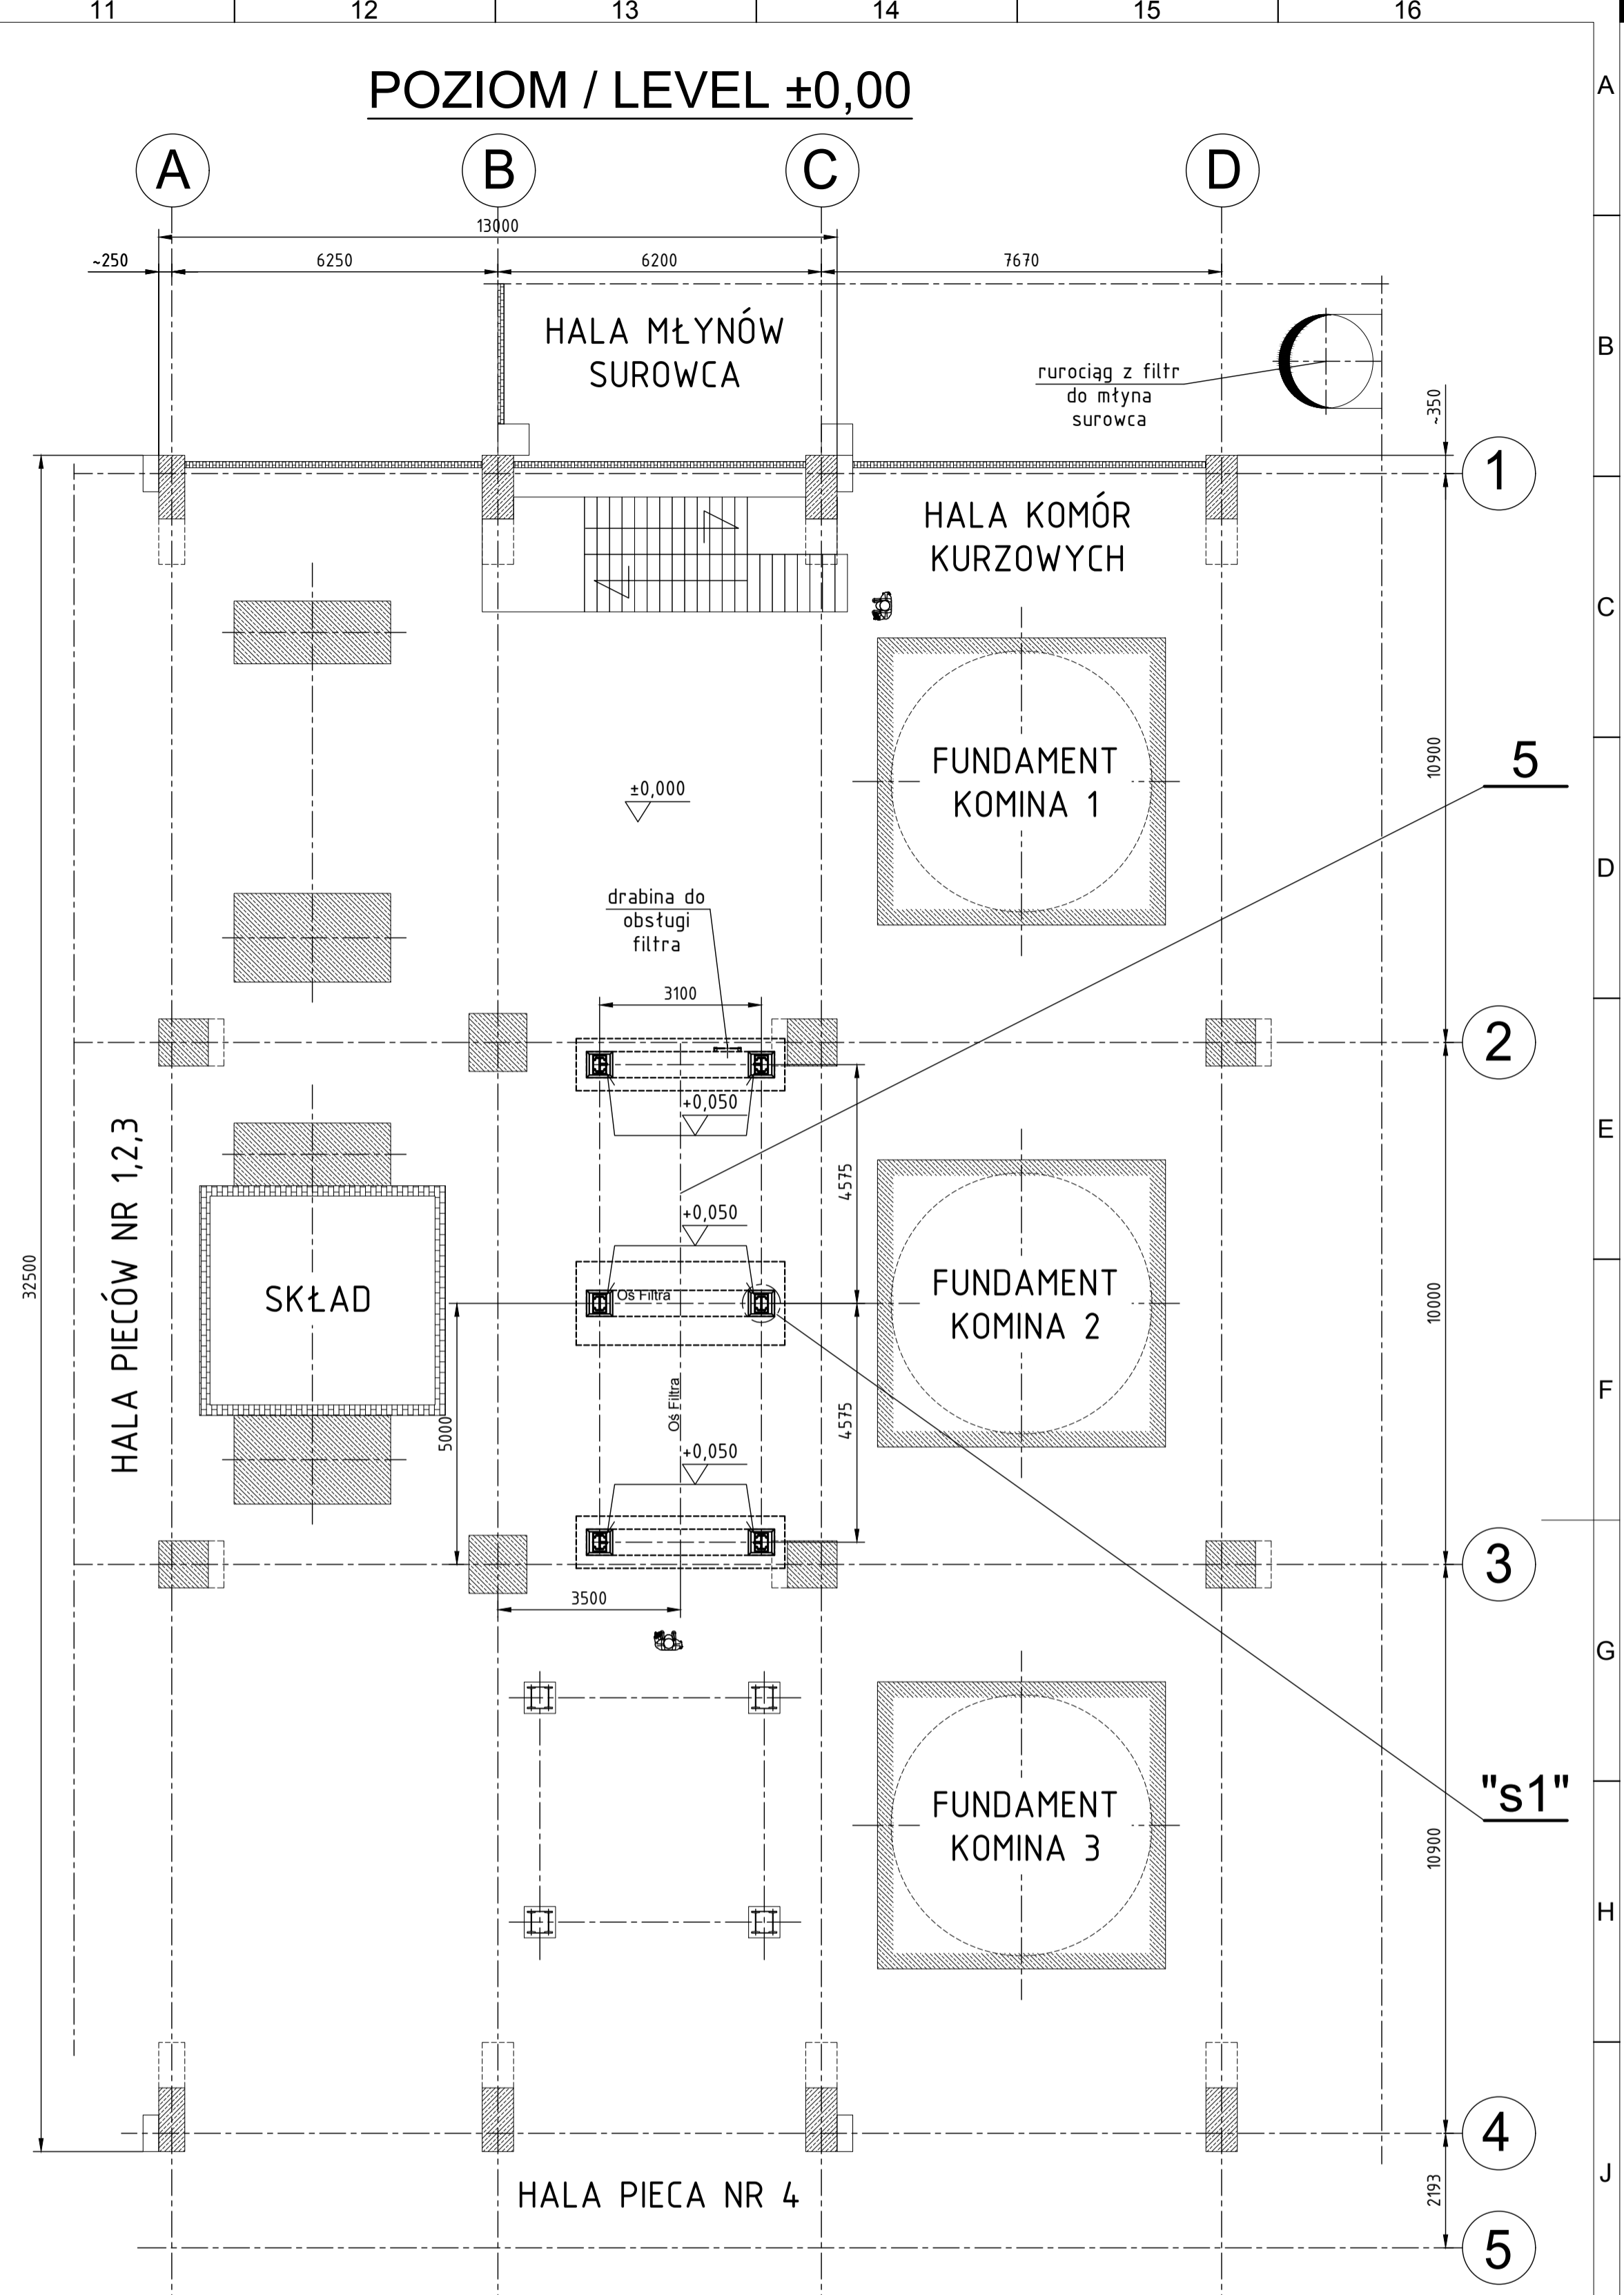 11 12 13 14 15 16
A
POZIOM / LEVEL ±0,00
A B C D
13000
~250 6250 6200 7670
HALA MŁYNÓW
SUROWCA
B
rurociąg z filtr
do młyna
surowca
~350
1
HALA KOMÓR
KURZOWYCH
C
FUNDAMENT
KOMINA 1
10900
5
±0,000
D
drabina do
obsługi
filtra
3100
2
+0,050
E
HALA PIECÓW NR 1,2,3
4575
+0,050
32500
SKŁAD
Oś Filtra
FUNDAMENT
KOMINA 2
10000
F
Oś Filtra
5000
4575
+0,050
3
3500
G
"s1"
FUNDAMENT
KOMINA 3
10900
H
4
HALA PIECA NR 4
2193
J
5